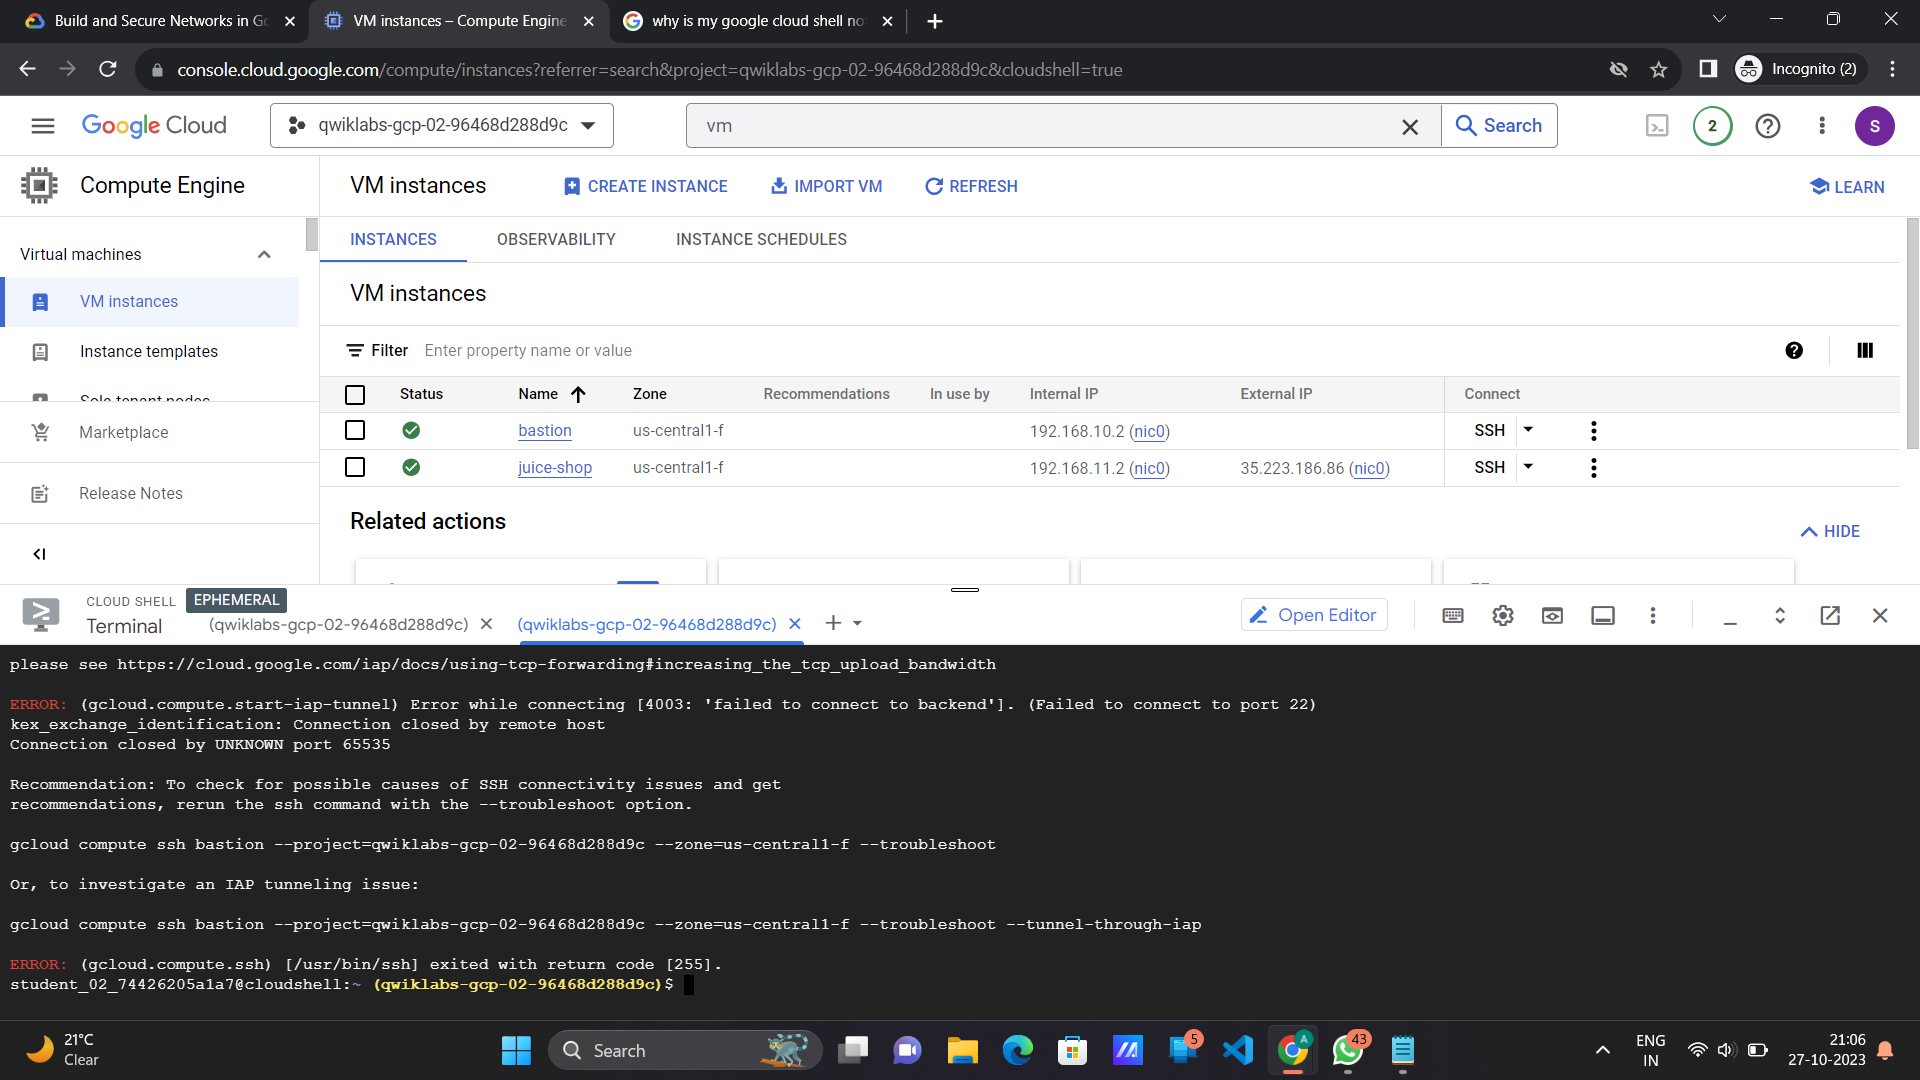 Build and Secure Networks in Go
VM instances – Compute Engine
why is my google cloud shell no
console.cloud.google.com/compute/instances?referrer=search&project=qwiklabs-gcp-02-96468d288d9c&cloudshell=true
Incognito (2)
Google Cloud
qwiklabs-gcp-02-96468d288d9c
vm
Search
2
S
Compute Engine
VM instances
CREATE INSTANCE
IMPORT VM
REFRESH
LEARN
Virtual machines
INSTANCES
OBSERVABILITY
INSTANCE SCHEDULES
VM instances
VM instances
Instance templates
Sole-tenant nodes
Marketplace
Release Notes
Filter Enter property name or value
Status Name Zone Recommendations In use by Internal IP External IP Connect
bastion us-central1-f 192.168.10.2 (nic0) SSH
juice-shop us-central1-f 192.168.11.2 (nic0) 35.223.186.86 (nic0) SSH
Related actions
HIDE
CLOUD SHELL
EPHEMERAL
Terminal
(qwiklabs-gcp-02-96468d288d9c)
(qwiklabs-gcp-02-96468d288d9c)
Open Editor
please see https://cloud.google.com/iap/docs/using-tcp-forwarding#increasing_the_tcp_upload_bandwidth
ERROR: (gcloud.compute.start-iap-tunnel) Error while connecting [4003: 'failed to connect to backend']. (Failed to connect to port 22)
kex_exchange_identification: Connection closed by remote host
Connection closed by UNKNOWN port 65535
Recommendation: To check for possible causes of SSH connectivity issues and get
recommendations, rerun the ssh command with the --troubleshoot option.
gcloud compute ssh bastion --project=qwiklabs-gcp-02-96468d288d9c --zone=us-central1-f --troubleshoot
Or, to investigate an IAP tunneling issue:
gcloud compute ssh bastion --project=qwiklabs-gcp-02-96468d288d9c --zone=us-central1-f --troubleshoot --tunnel-through-iap
ERROR: (gcloud.compute.ssh) [/usr/bin/ssh] exited with return code [255].
student_02_74426205a1a7@cloudshell:~ (qwiklabs-gcp-02-96468d288d9c)$
21°C
Clear
Search
5
A
43
ENG
IN
21:06
27-10-2023